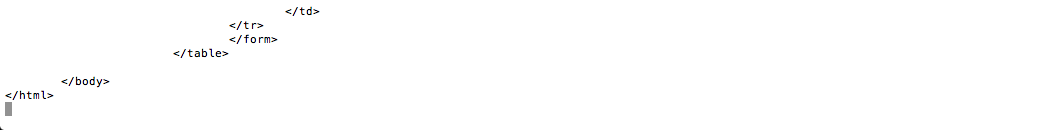 </td>
</tr>
</form>
</table>
</body>
</html>